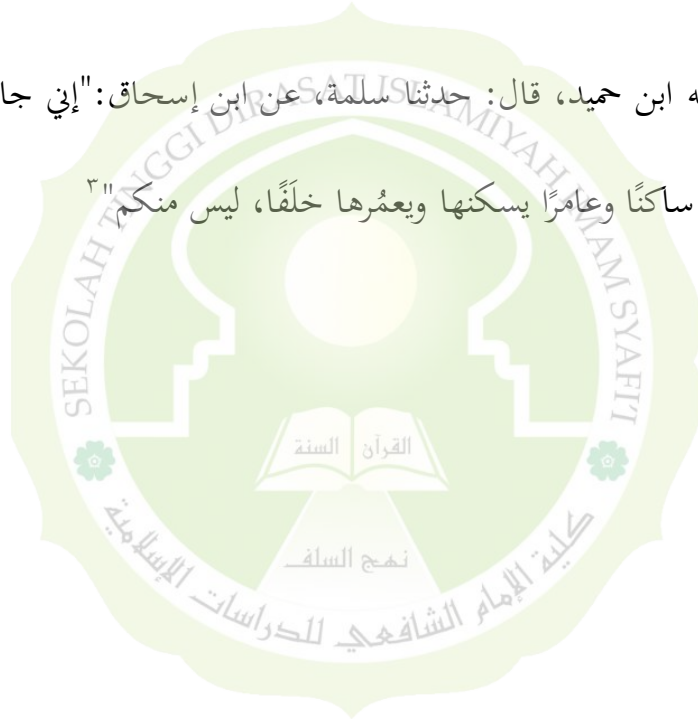 ه ابن حميد، قال: حدثنا سلمة، عن ابن إسحاق:"إني جا
ساكنًا وعامرًا يسكنها ويعمُرها خلَفًا، ليس منكم"٣
SEKOLAH TINGGI DIRASAT ISLAMIYAH IMAM SYAFI'I
القرآن السنة
نهج السلف
كلية الإمام الشافعي للدراسات الإسلامية